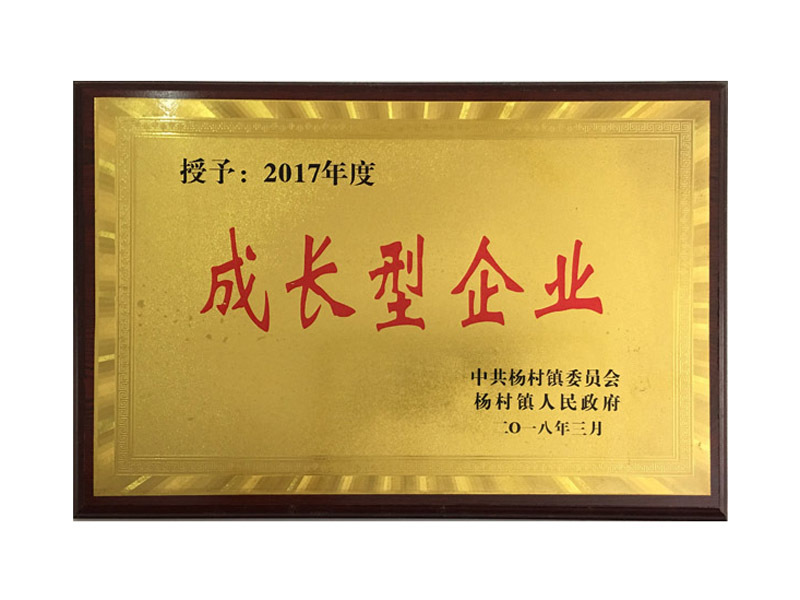 授予：2017年度
成长型企业
中共杨村镇委员会
杨村镇人民政府
二O一八年三月